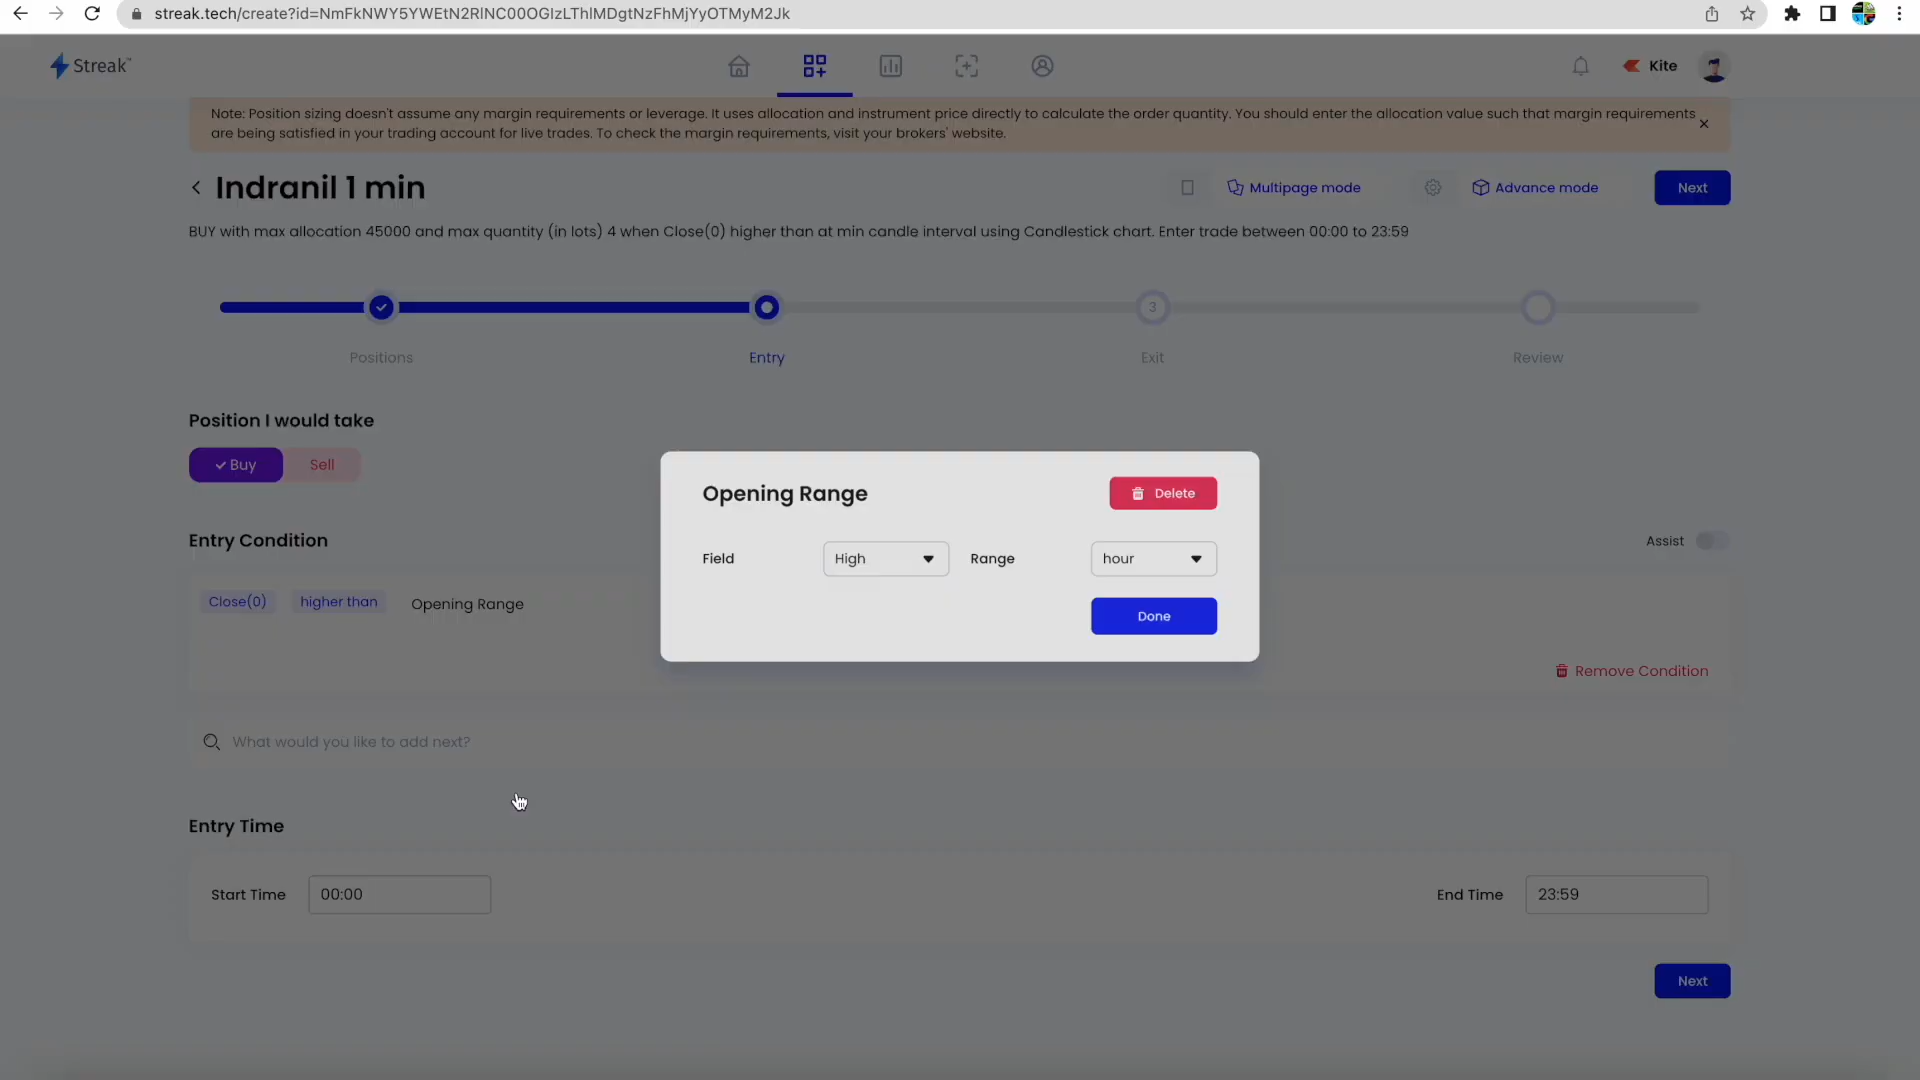 streak.tech/create?id=NmFkNWY5YWEtN2RlNC00OGIzLThlMDgtNzFhMjYyOTMyM2Jk
Streak™
Kite
Note: Position sizing doesn't assume any margin requirements or leverage. It uses allocation and instrument price directly to calculate the order quantity. You should enter the allocation value such that margin requirements
are being satisfied in your trading account for live trades. To check the margin requirements, visit your brokers' website.
Indranil 1 min
Multipage mode
Advance mode
Next
BUY with max allocation 45000 and max quantity (in lots) 4 when Close(0) higher than at min candle interval using Candlestick chart. Enter trade between 00:00 to 23:59
3
Positions
Entry
Exit
Review
Position I would take
Buy
Sell
Opening Range
Delete
Entry Condition
Assist
Field
High
Range
hour
Close(0)
higher than
Opening Range
Done
Remove Condition
What would you like to add next?
Entry Time
Start Time
00:00
End Time
23:59
Next